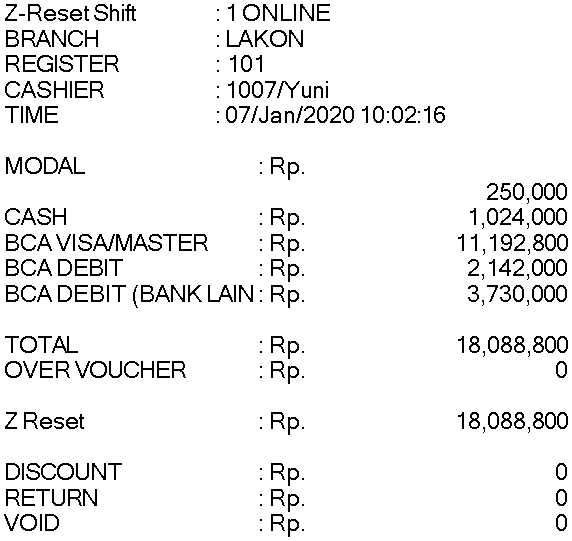 Z-Reset Shift : 1 ONLINE
BRANCH : LAKON
REGISTER : 101
CASHIER : 1007/Yuni
TIME : 07/Jan/2020 10:02:16
MODAL : Rp.
250,000
CASH : Rp. 1,024,000
BCA VISA/MASTER : Rp. 11,192,800
BCA DEBIT : Rp. 2,142,000
BCA DEBIT (BANK LAIN : Rp. 3,730,000
TOTAL : Rp. 18,088,800
OVER VOUCHER : Rp. 0
Z Reset : Rp. 18,088,800
DISCOUNT : Rp. 0
RETURN : Rp. 0
VOID : Rp. 0